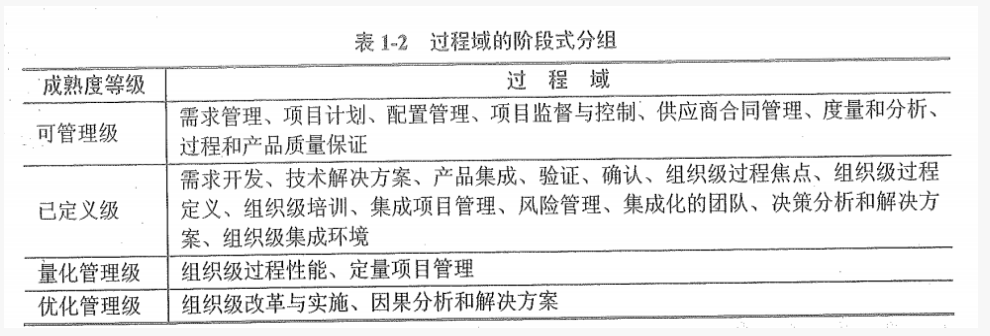 表 1-2 过程域的阶段式分组
成熟度等级 过 程 域
可管理级 需求管理、项目计划、配置管理、项目监督与控制、供应商合同管理、度量和分析、
过程和产品质量保证
已定义级 需求开发、技术解决方案、产品集成、验证、确认、组织级过程焦点、组织级过程
定义、组织级培训、集成项目管理、风险管理、集成化的团队、决策分析和解决方
案、组织级集成环境
量化管理级 组织级过程性能、定量项目管理
优化管理级 组织级改革与实施、因果分析和解决方案